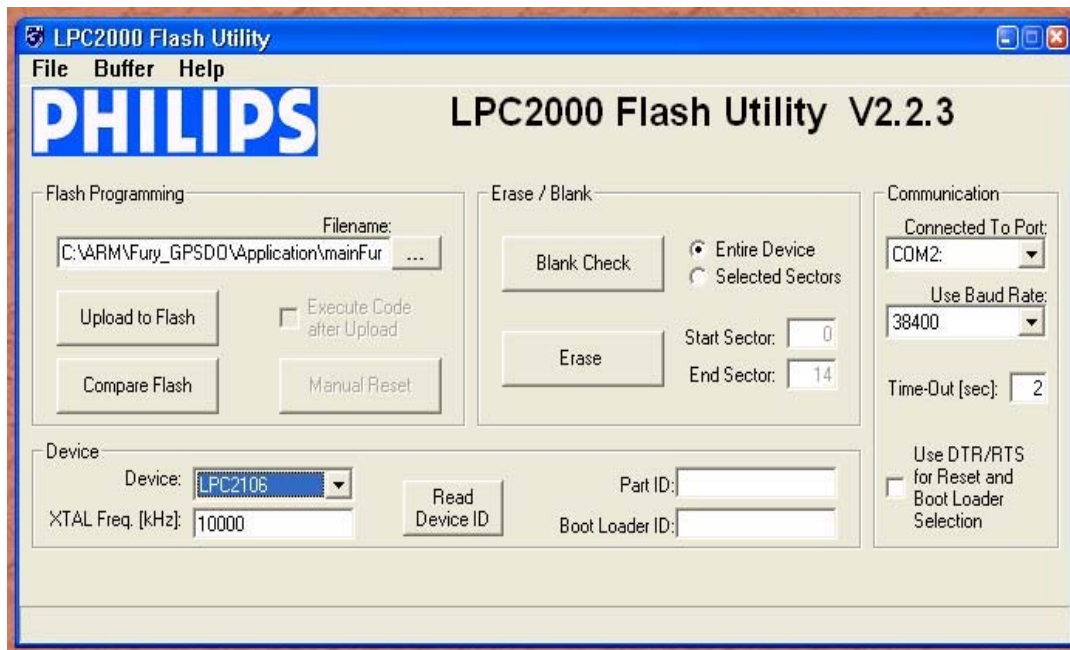 LPC2000 Flash Utility
File Buffer Help
PHILIPS
LPC2000 Flash Utility V2.2.3
Flash Programming
Filename:
C:\ARM\Fury_GPSDO\Application\mainFur
...
Upload to Flash
Execute Code
after Upload
Compare Flash
Manual Reset
Erase / Blank
Blank Check
Entire Device
Selected Sectors
Erase
Start Sector: 0
End Sector: 14
Communication
Connected To Port:
COM2:
Use Baud Rate:
38400
Time-Out [sec]: 2
Use DTR/RTS
for Reset and
Boot Loader
Selection
Device
Device: LPC2106
XTAL Freq. [kHz]: 10000
Read
Device ID
Part ID:
Boot Loader ID: